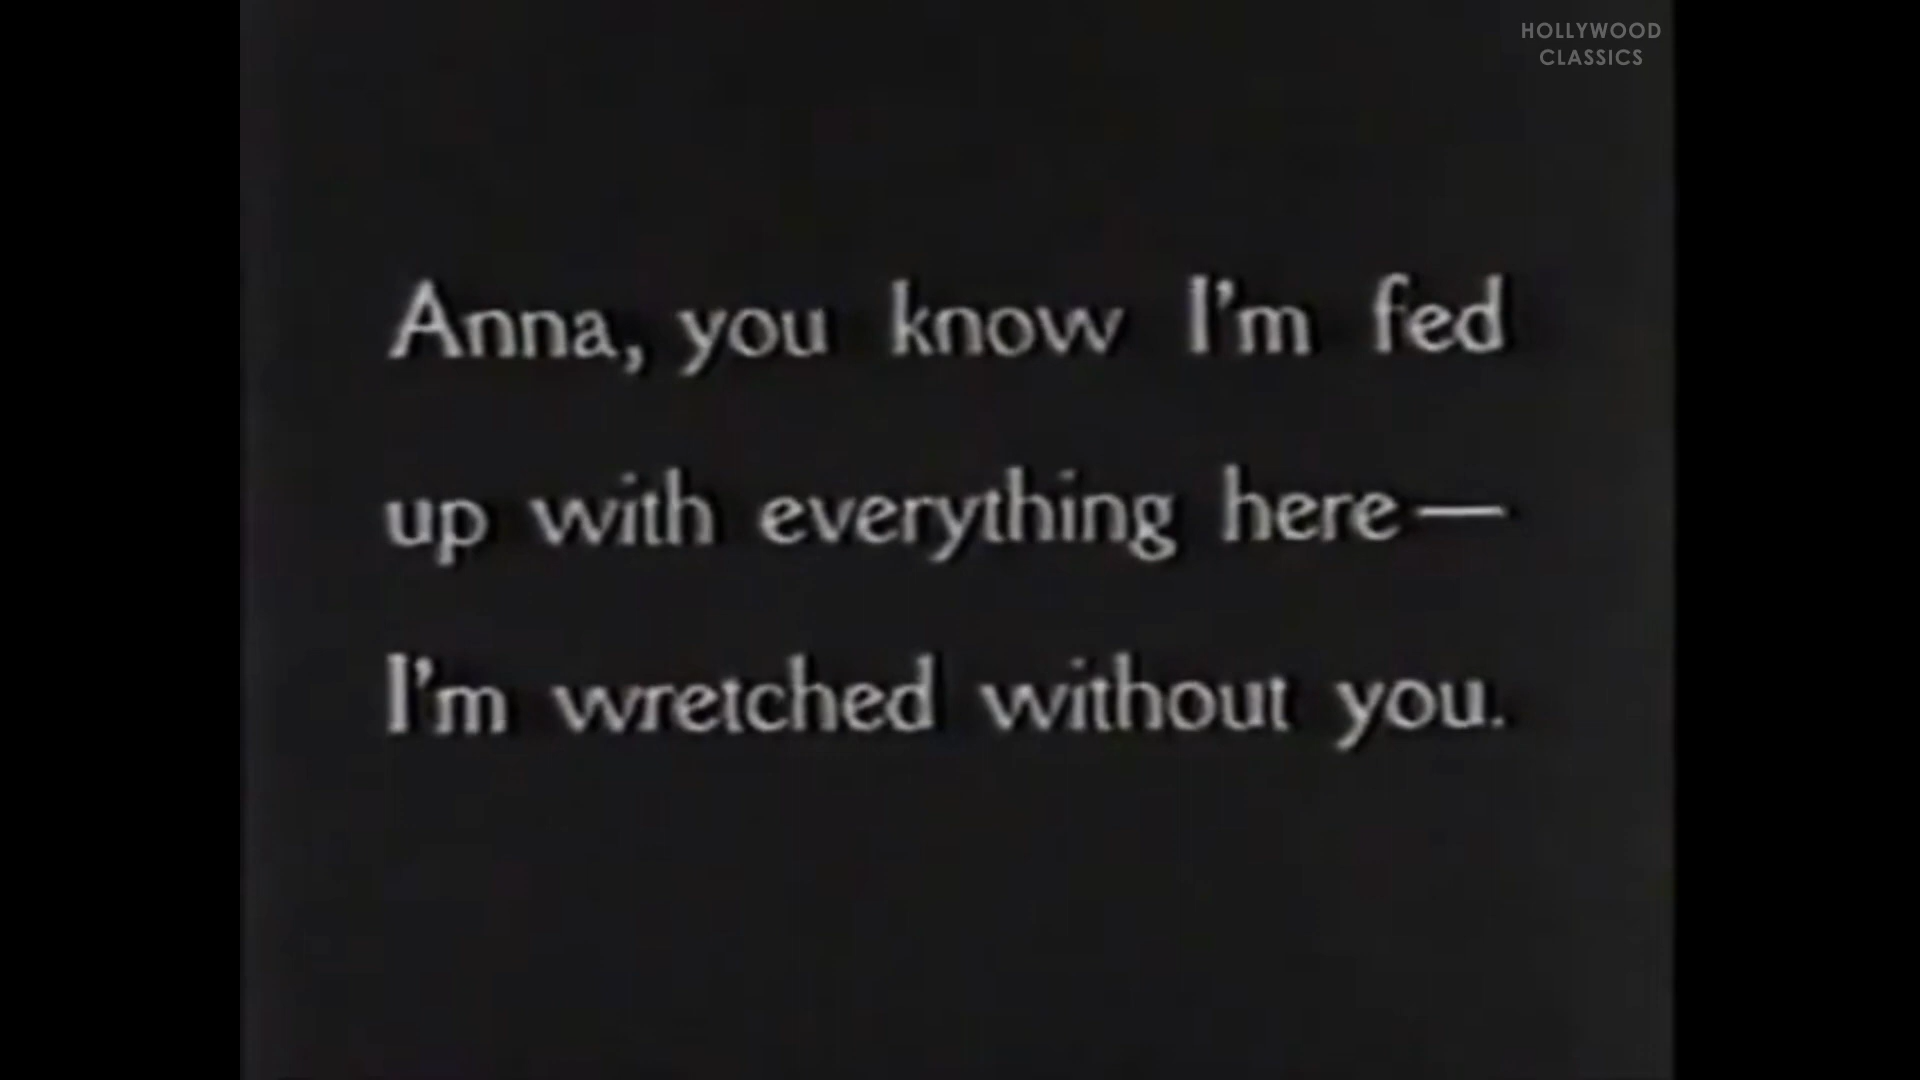 HOLLYWOOD
CLASSICS
Anna, you know I'm fed
up with everything here—
I'm wretched without you.